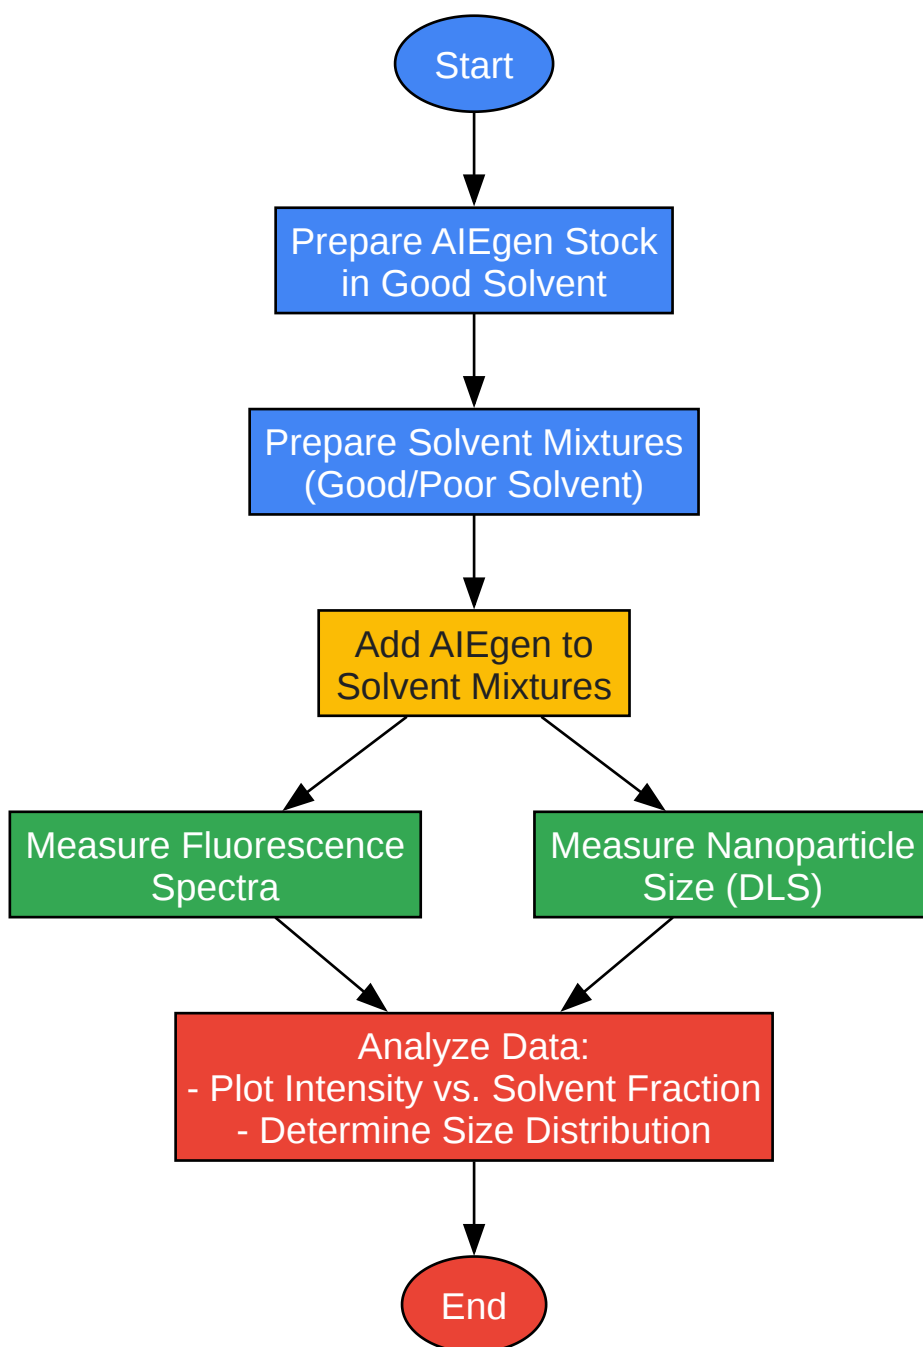 Start
Prepare AIEgen Stock
in Good Solvent
Prepare Solvent Mixtures
(Good/Poor Solvent)
Add AIEgen to
Solvent Mixtures
Measure Fluorescence
Spectra
Measure Nanoparticle
Size (DLS)
Analyze Data:
- Plot Intensity vs. Solvent Fraction
- Determine Size Distribution
End